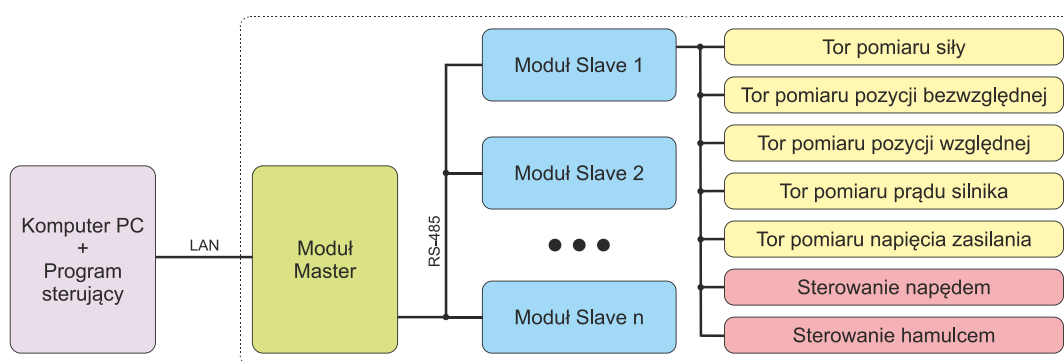 Komputer PC
+
Program
sterujący
LAN
Moduł
Master
RS-485
Moduł Slave 1
Moduł Slave 2
Moduł Slave n
Tor pomiaru siły
Tor pomiaru pozycji bezwzględnej
Tor pomiaru pozycji względnej
Tor pomiaru prądu silnika
Tor pomiaru napięcia zasilania
Sterowanie napędem
Sterowanie hamulcem